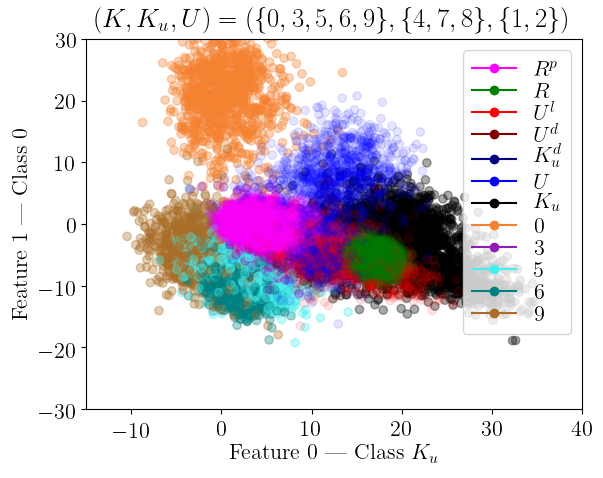 (K, K_u, U) = ({0, 3, 5, 6, 9}, {4, 7, 8}, {1, 2})
30
20
10
0
−10
−20
−30
Feature 1 — Class 0
R^p
R
U^l
U^d
K_u^d
U
K_u
0
3
5
6
9
−10
0
10
20
30
40
Feature 0 — Class K_u